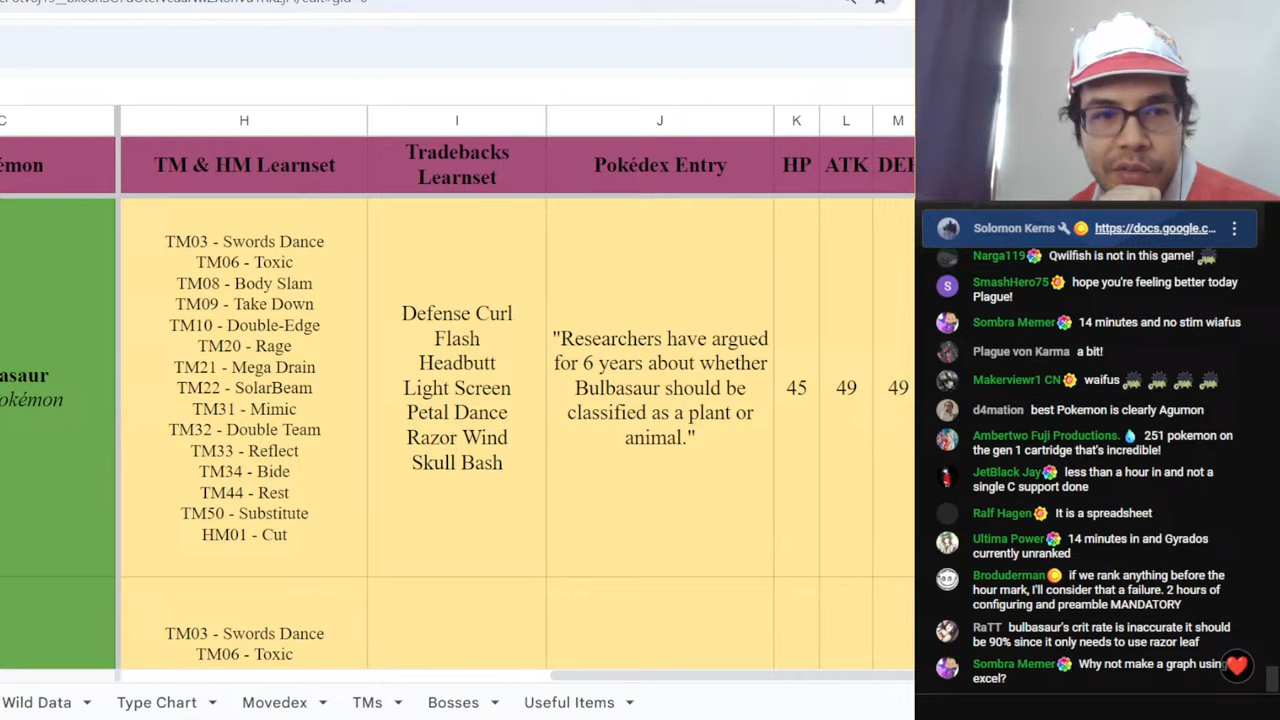 C
H
I
J
K
L
M
émon
TM & HM Learnset
Tradebacks
Learnset
Pokédex Entry
HP
ATK
DEF
asaur
okémon
TM03 - Swords Dance
TM06 - Toxic
TM08 - Body Slam
TM09 - Take Down
TM10 - Double-Edge
TM20 - Rage
TM21 - Mega Drain
TM22 - SolarBeam
TM31 - Mimic
TM32 - Double Team
TM33 - Reflect
TM34 - Bide
TM44 - Rest
TM50 - Substitute
HM01 - Cut
Defense Curl
Flash
Headbutt
Light Screen
Petal Dance
Razor Wind
Skull Bash
"Researchers have argued
for 6 years about whether
Bulbasaur should be
classified as a plant or
animal."
45
49
49
TM03 - Swords Dance
TM06 - Toxic
Wild Data
Type Chart
Movedex
TMs
Bosses
Useful Items
Solomon Kerns https://docs.google.c...
Narga119 Qwilfish is not in this game!
S
SmashHero75 hope you're feeling better today
Plague!
Sombra Memer 14 minutes and no stim wiafus
Plague von Karma a bit!
Makerviewr1 CN waifus
d4mation best Pokemon is clearly Agumon
Ambertwo Fuji Productions. 251 pokemon on
the gen 1 cartridge that's incredible!
JetBlack Jay less than a hour in and not a
single C support done
Ralf Hagen It is a spreadsheet
Ultima Power 14 minutes in and Gyrados
currently unranked
Broduderman if we rank anything before the
hour mark, I'll consider that a failure. 2 hours of
configuring and preamble MANDATORY
RaTT bulbasaur's crit rate is inaccurate it should
be 90% since it only needs to use razor leaf
Sombra Memer Why not make a graph using
excel?